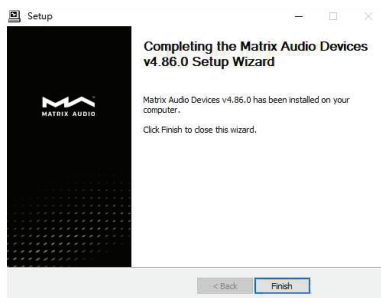 Setup
Completing the Matrix Audio Devices
v4.86.0 Setup Wizard
Matrix Audio Devices v4.86.0 has been installed on your
computer.
Click Finish to close this wizard.
MATRIX AUDIO
< Back
Finish